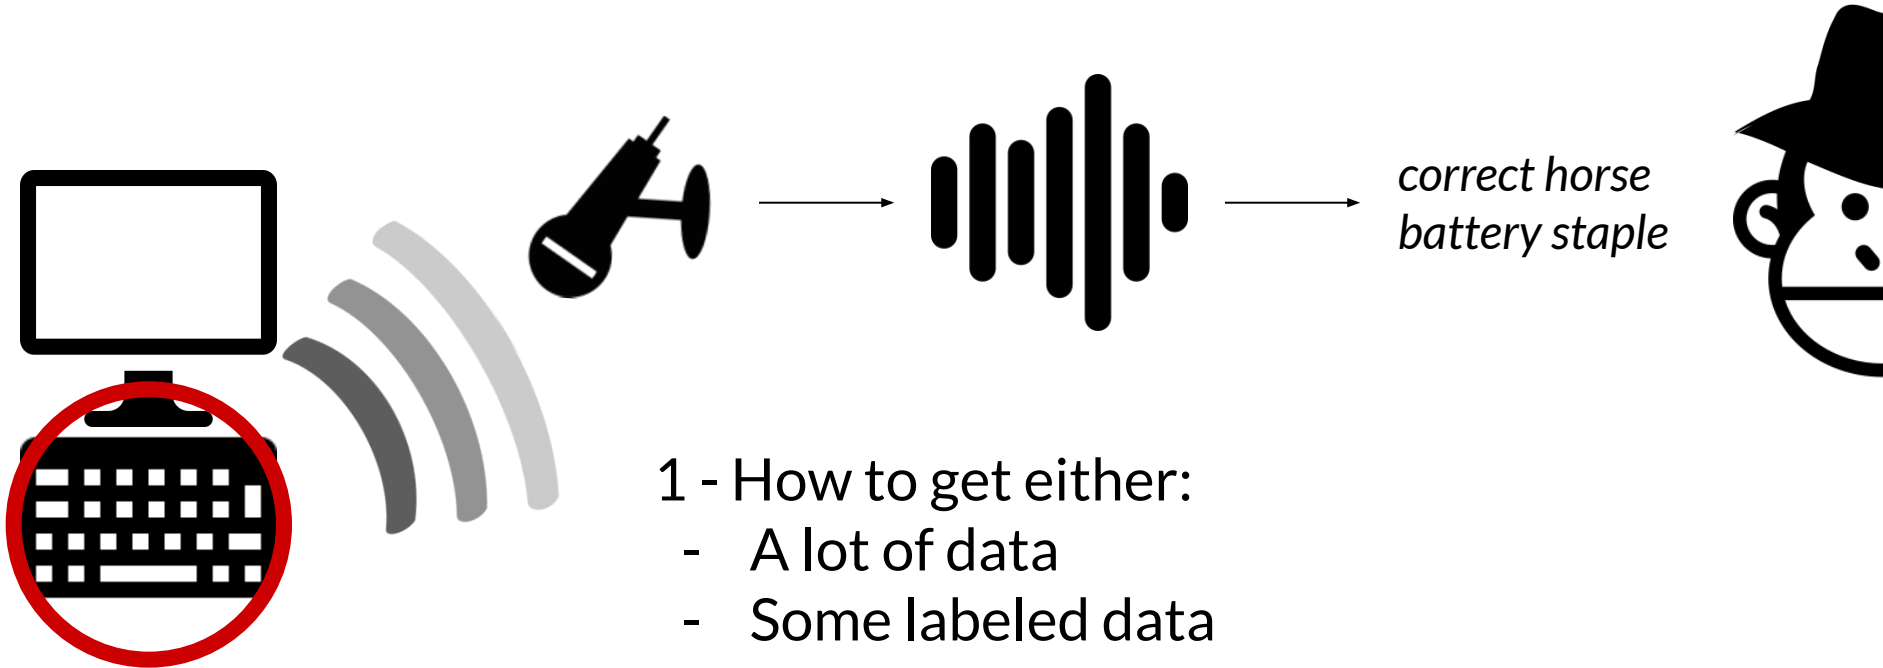 correct horse
battery staple
1 - How to get either:
- A lot of data
- Some labeled data